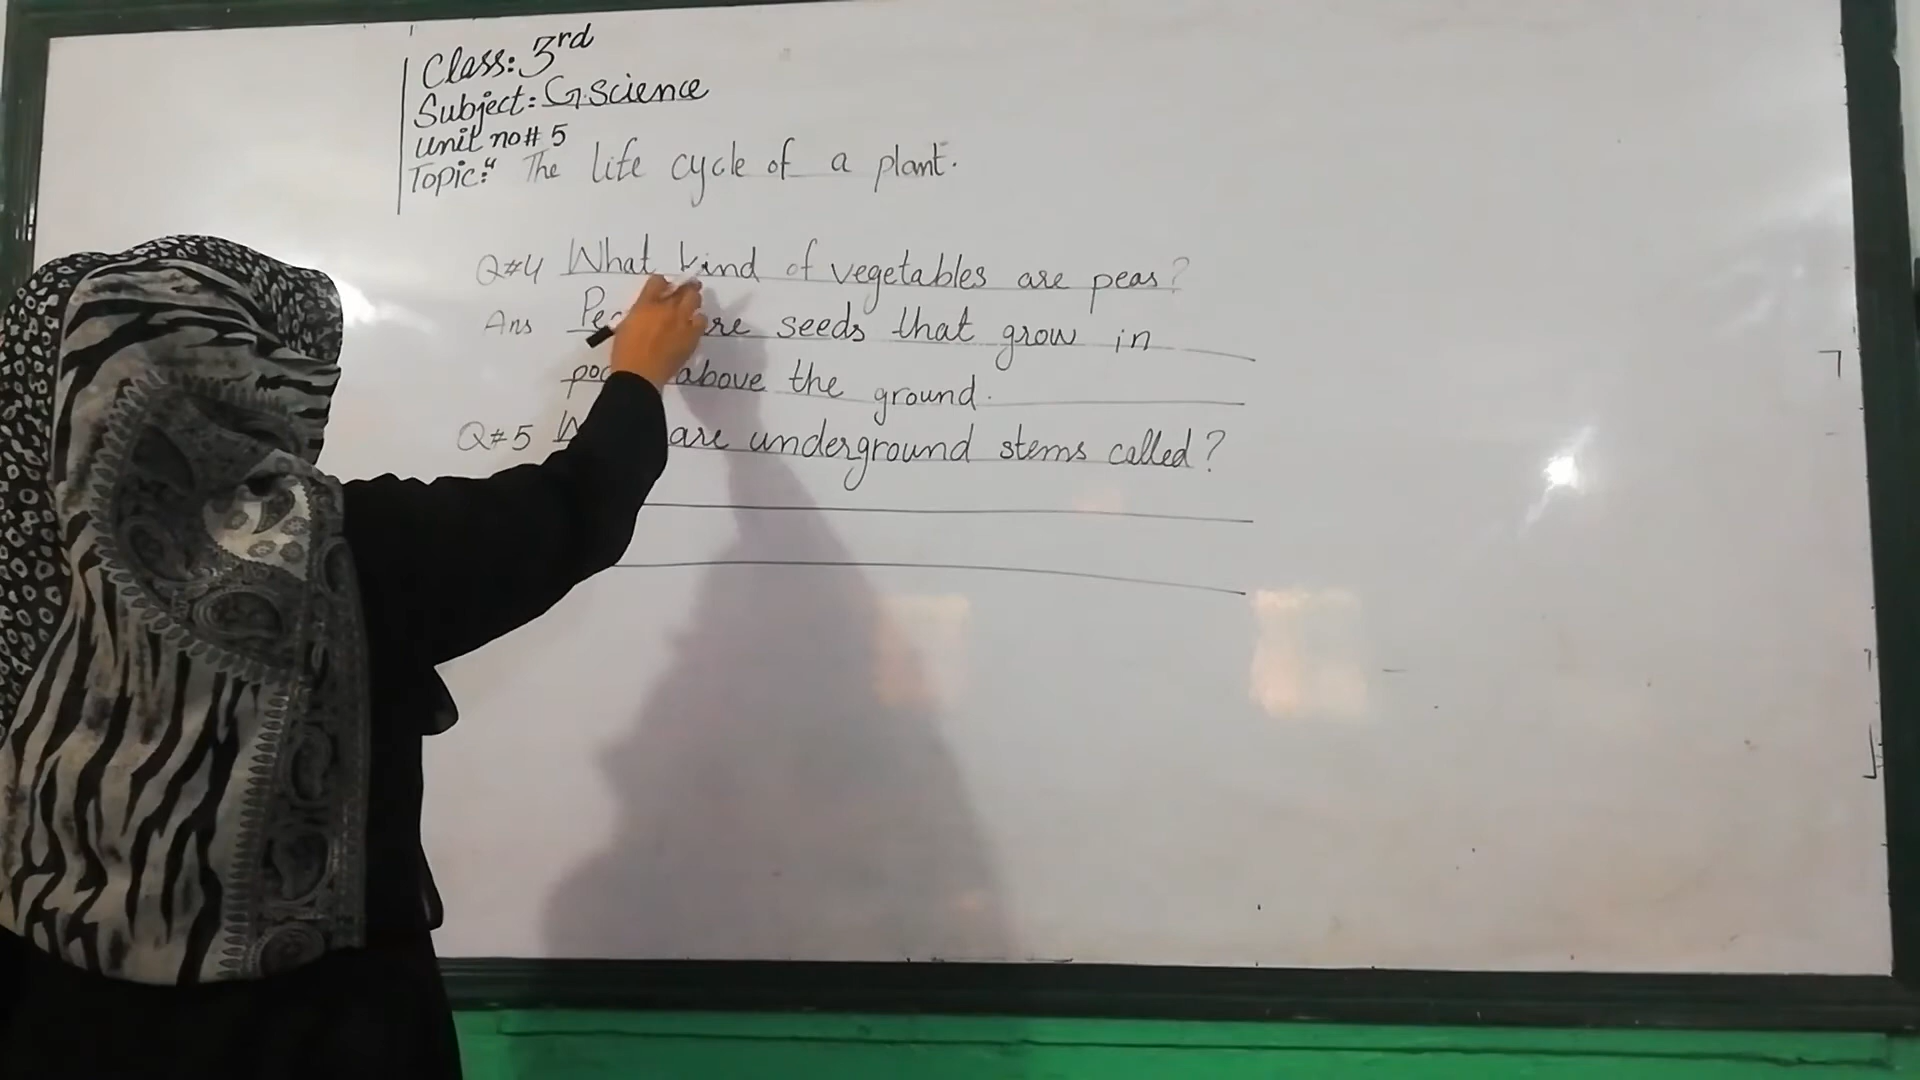 Class: 3rd
Subject: G.science
Unit no# 5
Topic:" The life cycle of a plant.
Q#4 What kind of vegetables are peas?
Ans seeds that grow in
above the ground.
Q#5 are underground stems called?